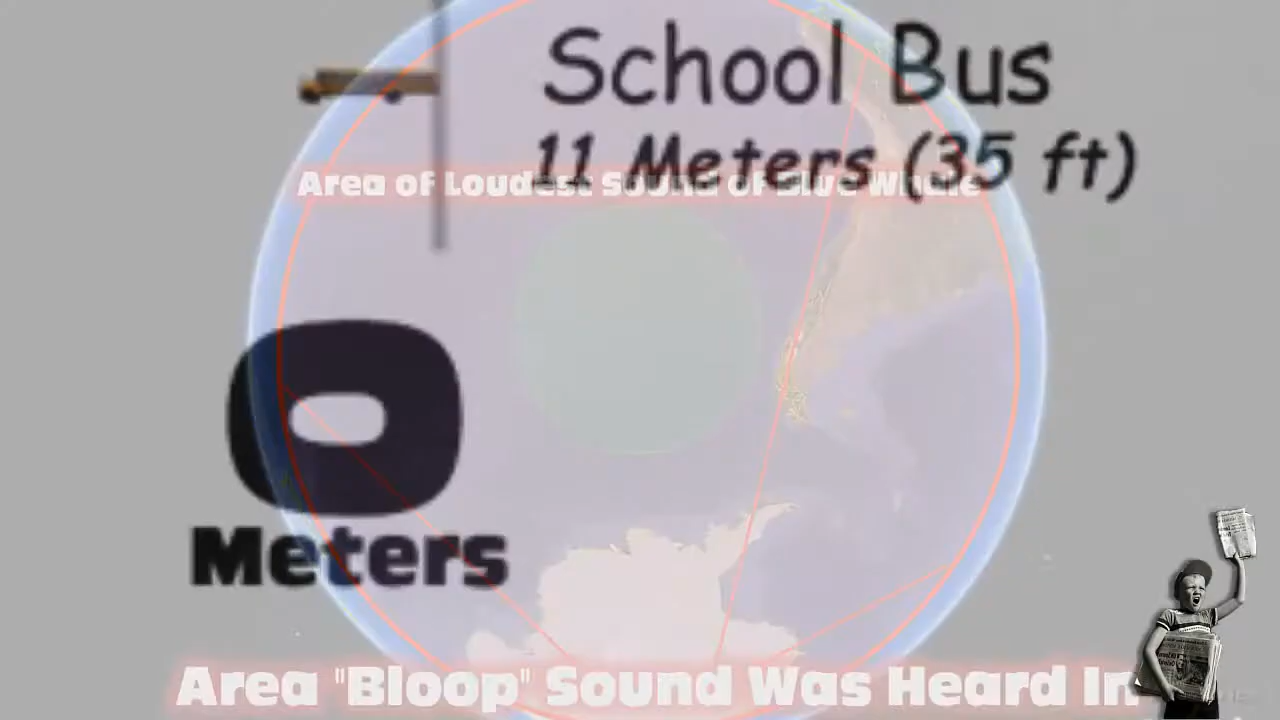 School Bus
11 Meters (35 ft)
Area of Loudest Sound of Blue Whale
0
Meters
Area "Bloop" Sound Was Heard In